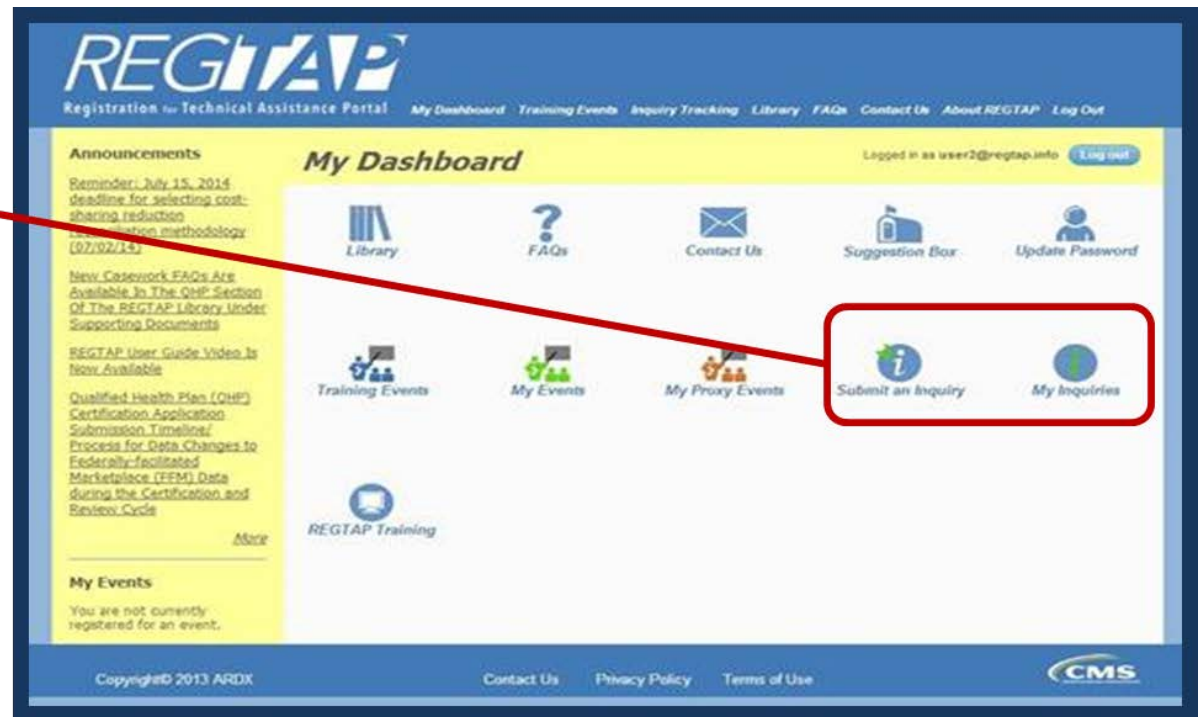 REGTAP
Registration for Technical Assistance Portal
My Dashboard Training Events Inquiry Tracking Library FAQs Contact Us About REGTAP Log Out
Announcements
Reminder: July 15, 2014
deadline for selecting cost-
sharing reduction
reconciliation methodology
(07/02/14)
New Casework FAQs Are
Available In The QHP Section
Of The REGTAP Library Under
Supporting Documents
REGTAP User Guide Video Is
Now Available
Qualified Health Plan (QHP)
Certification Application
Submission Timeline/
Process for Data Changes to
Federally-facilitated
Marketplace (FFM) Data
during the Certification and
Review Cycle
More
My Events
You are not currently
registered for an event.
My Dashboard
Logged in as user2@regtap.info Log out
Library FAQs Contact Us Suggestion Box Update Password
Training Events My Events My Proxy Events Submit an Inquiry My Inquiries
REGTAP Training
Copyright© 2013 ARDX Contact Us Privacy Policy Terms of Use CMS